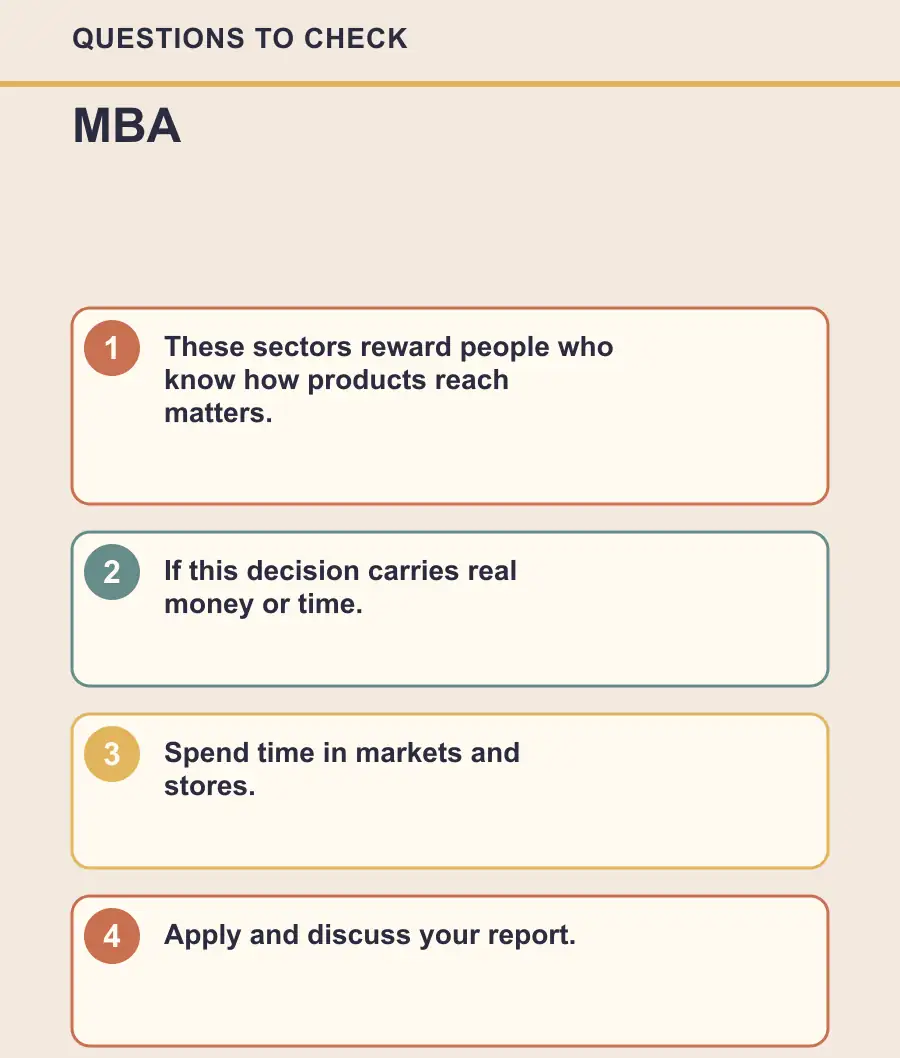 QUESTIONS TO CHECK
MBA
1
These sectors reward people who
know how products reach
matters.
2
If this decision carries real
money or time.
3
Spend time in markets and
stores.
4
Apply and discuss your report.